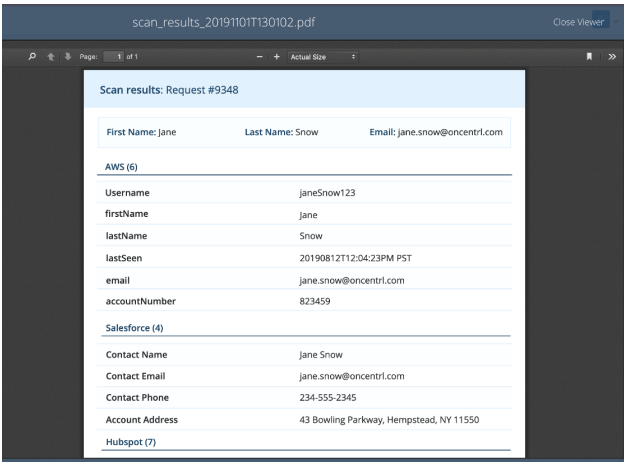 scan_results_20191101T130102.pdf
Close Viewer
Page: 1 of 1
Actual Size
Scan results: Request #9348
First Name: Jane Last Name: Snow Email: jane.snow@oncentrl.com
AWS (6)
Username janeSnow123
firstName Jane
lastName Snow
lastSeen 20190812T12:04:23PM PST
email jane.snow@oncentrl.com
accountNumber 823459
Salesforce (4)
Contact Name Jane Snow
Contact Email jane.snow@oncentrl.com
Contact Phone 234-555-2345
Account Address 43 Bowling Parkway, Hempstead, NY 11550
Hubspot (7)